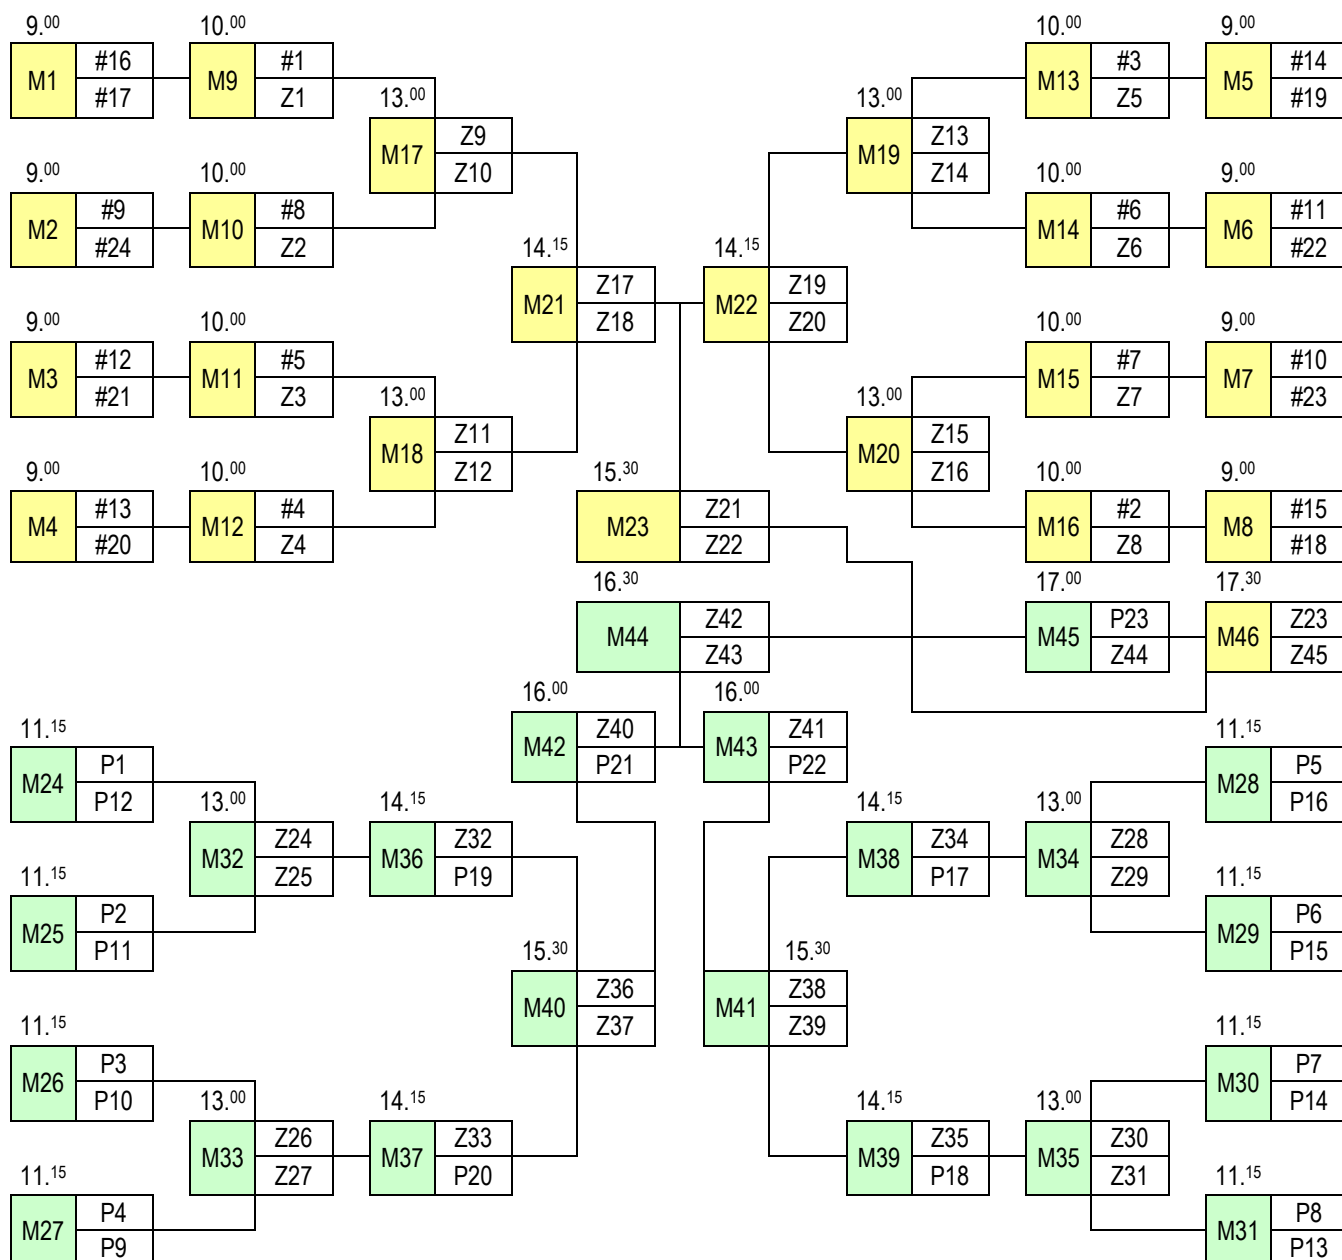 9.00 10.00 10.00 9.00
M1 #16 #17 M9 #1 Z1 M13 #3 Z5 M5 #14 #19
13.00 13.00
M17 Z9 Z10 M19 Z13 Z14
9.00 10.00 10.00 9.00
M2 #9 #24 M10 #8 Z2 M14 #6 Z6 M6 #11 #22
14.15 14.15
M21 Z17 Z18 M22 Z19 Z20
9.00 10.00 10.00 9.00
M3 #12 #21 M11 #5 Z3 M15 #7 Z7 M7 #10 #23
13.00 13.00
M18 Z11 Z12 M20 Z15 Z16
9.00 10.00 15.30 10.00 9.00
M4 #13 #20 M12 #4 Z4 M23 Z21 Z22 M16 #2 Z8 M8 #15 #18
16.30 17.00 17.30
M44 Z42 Z43 M45 P23 Z44 M46 Z23 Z45
16.00 16.00
M42 Z40 P21 M43 Z41 P22
11.15 11.15
M24 P1 P12 M28 P5 P16
13.00 14.15 14.15 13.00
M32 Z24 Z25 M36 Z32 P19 M38 Z34 P17 M34 Z28 Z29
11.15 11.15
M25 P2 P11 M29 P6 P15
15.30 15.30
M40 Z36 Z37 M41 Z38 Z39
11.15 11.15
M26 P3 P10 M30 P7 P14
13.00 14.15 14.15 13.00
M33 Z26 Z27 M37 Z33 P20 M39 Z35 P18 M35 Z30 Z31
11.15 11.15
M27 P4 P9 M31 P8 P13